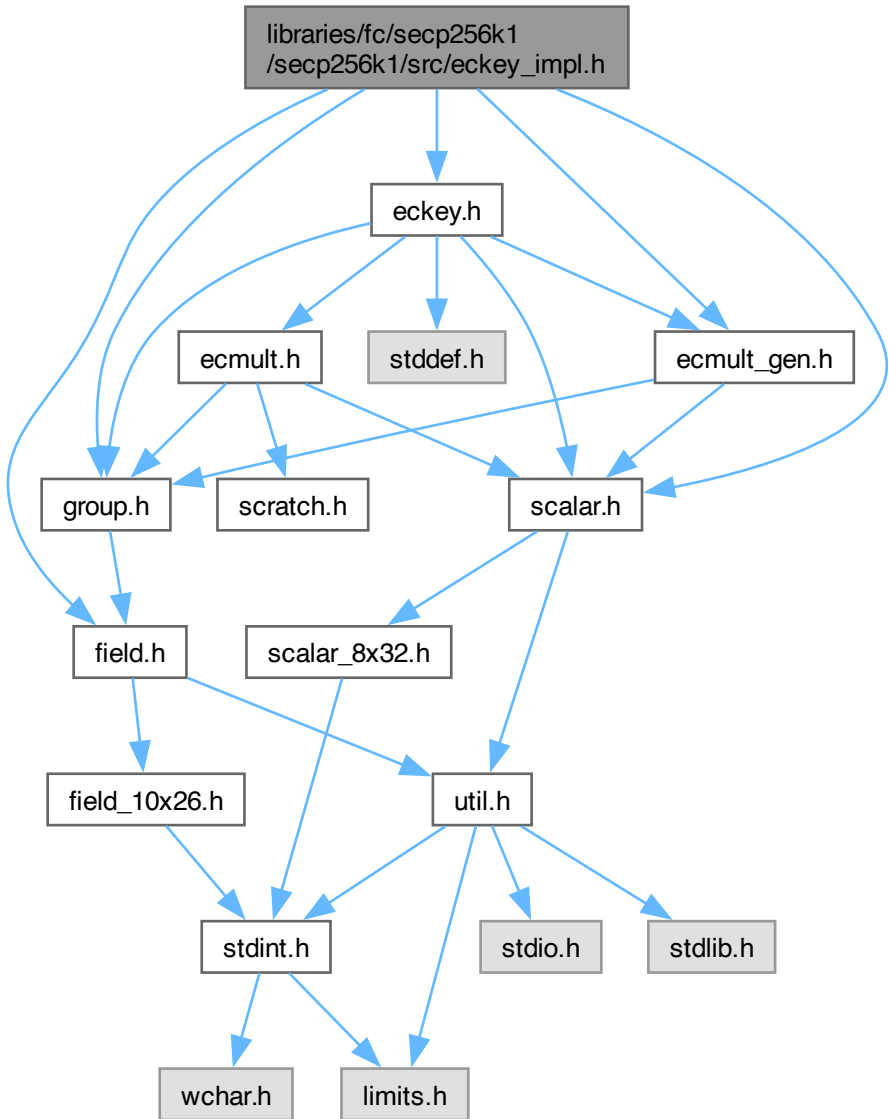 libraries/fc/secp256k1
/secp256k1/src/eckey_impl.h
eckey.h
ecmult.h
stddef.h
ecmult_gen.h
group.h
scratch.h
scalar.h
field.h
scalar_8x32.h
field_10x26.h
util.h
stdint.h
stdio.h
stdlib.h
wchar.h
limits.h